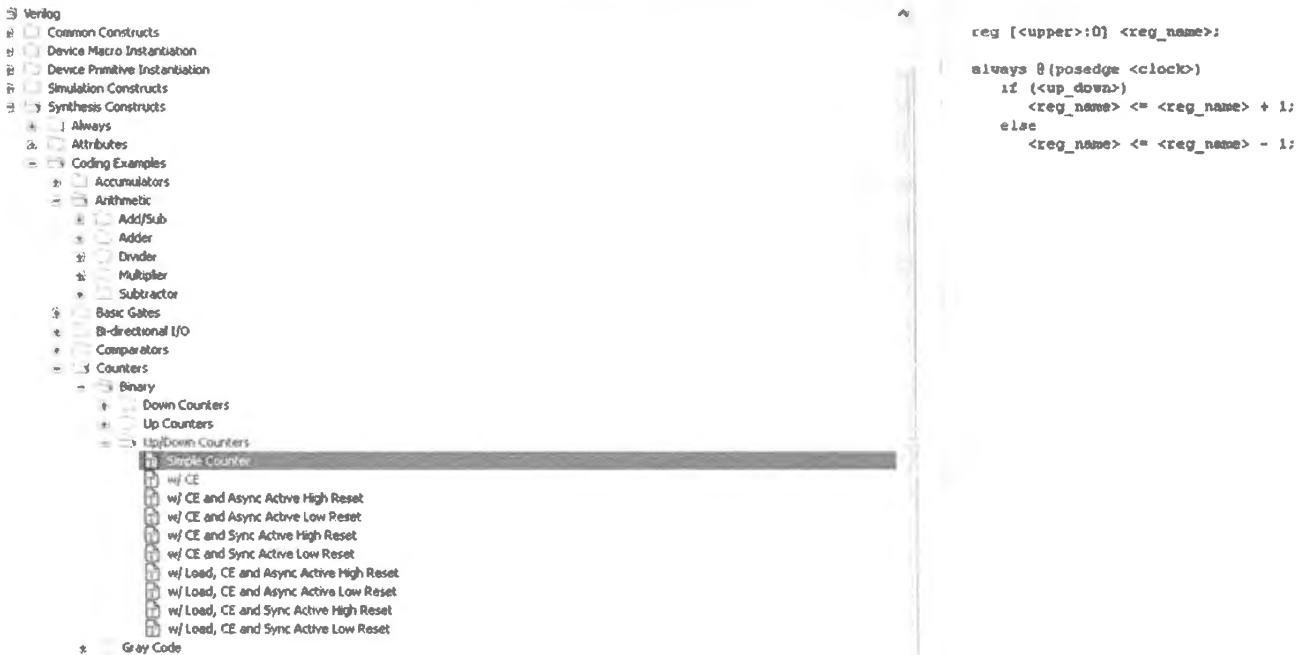 Verilog
Common Constructs
Device Macro Instantiation
Device Primitive Instantiation
Simulation Constructs
Synthesis Constructs
Always
Attributes
Coding Examples
Accumulators
Arithmetic
Add/Sub
Adder
Divider
Multiplier
Subtractor
Basic Gates
Bi-directional I/O
Comparators
Counters
Binary
Down Counters
Up Counters
Up/Down Counters
Simple Counter
w/ CE
w/ CE and Async Active High Reset
w/ CE and Async Active Low Reset
w/ CE and Sync Active High Reset
w/ CE and Sync Active Low Reset
w/ Load, CE and Async Active High Reset
w/ Load, CE and Async Active Low Reset
w/ Load, CE and Sync Active High Reset
w/ Load, CE and Sync Active Low Reset
Gray Code
reg [<upper>:0] <reg_name>;
always @(posedge <clock>)
if (<up_down>)
<reg_name> <= <reg_name> + 1;
else
<reg_name> <= <reg_name> - 1;